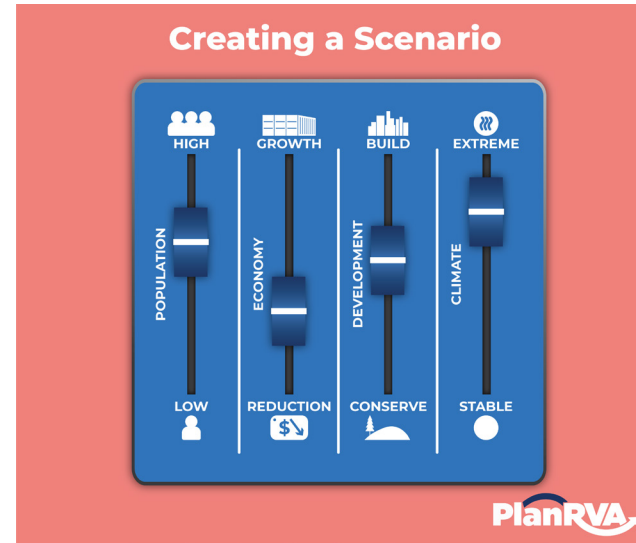 Creating a Scenario
HIGH
GROWTH
BUILD
EXTREME
POPULATION
ECONOMY
DEVELOPMENT
CLIMATE
LOW
REDUCTION
CONSERVE
STABLE
$
PlanRVA